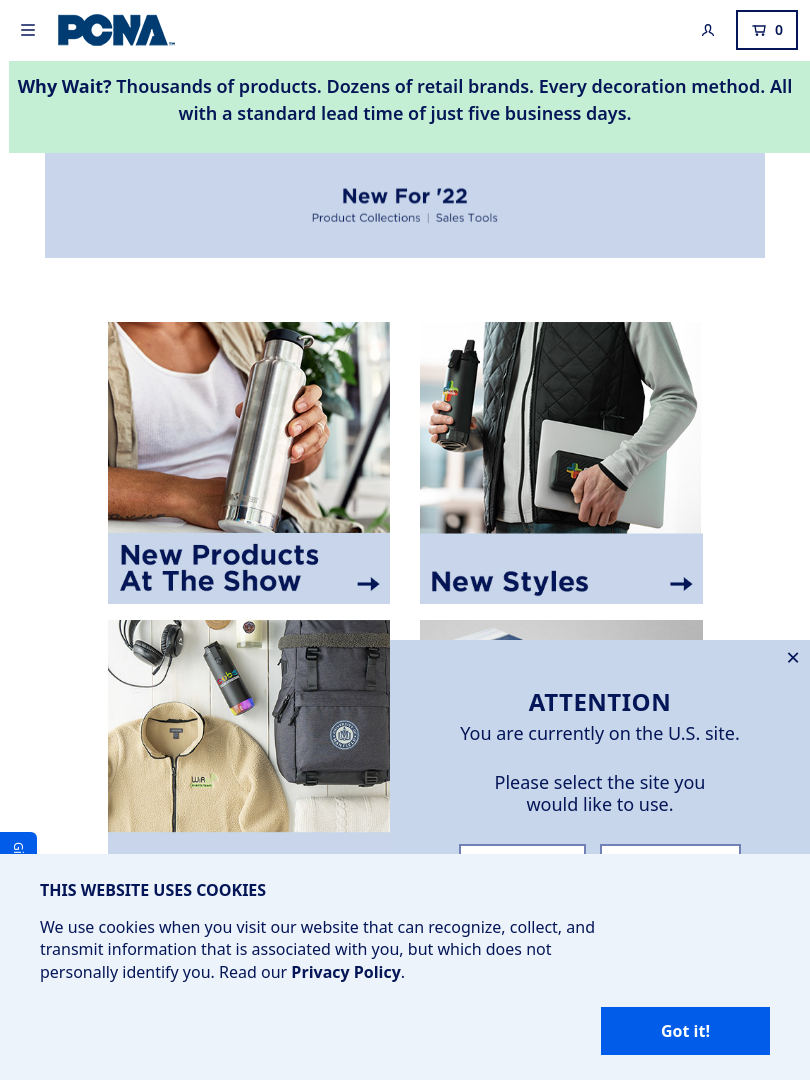 PCNA
0
Why Wait? Thousands of products. Dozens of retail brands. Every decoration method. All
with a standard lead time of just five business days.
New For '22
Product Collections | Sales Tools
New Products
At The Show
New Styles
ATTENTION
You are currently on the U.S. site.
Please select the site you
would like to use.
THIS WEBSITE USES COOKIES
We use cookies when you visit our website that can recognize, collect, and
transmit information that is associated with you, but which does not
personally identify you. Read our Privacy Policy.
Got it!